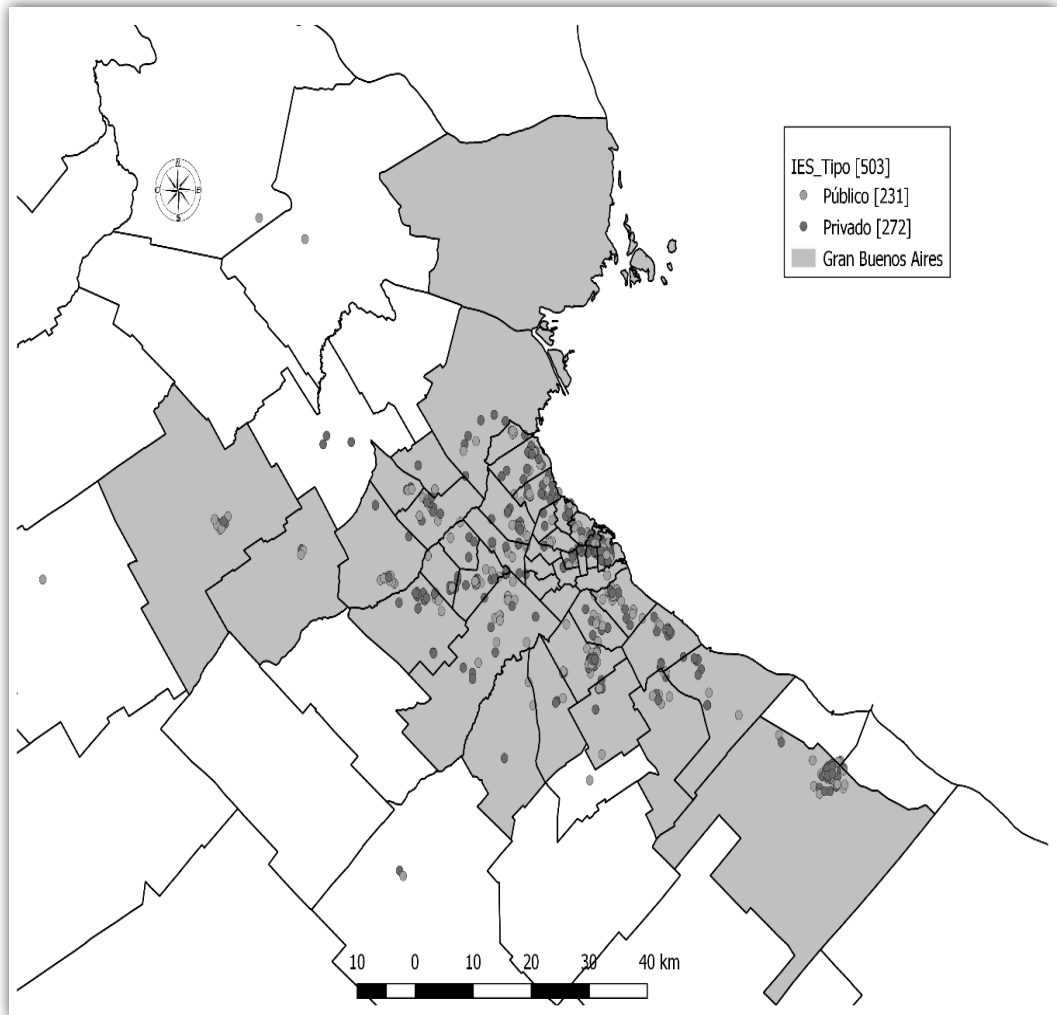 IES_Tipo [503]
Público [231]
Privado [272]
Gran Buenos Aires
10 0 10 20 30 40 km